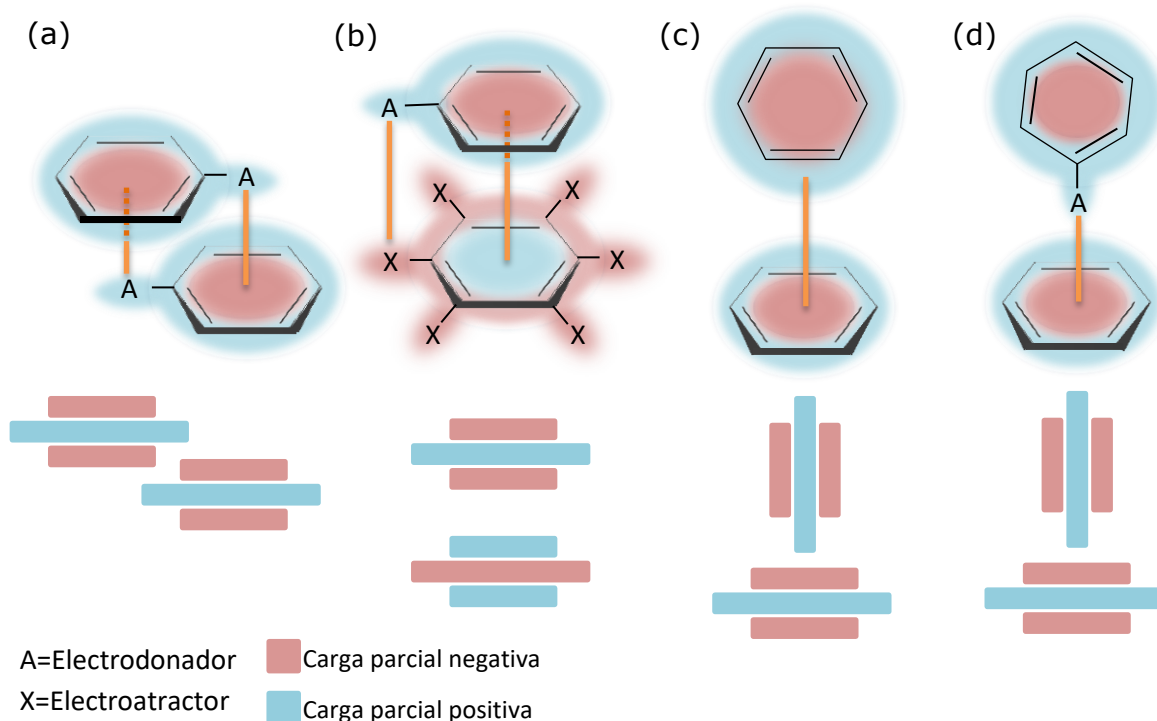 (a)
(b)
(c)
(d)
A
A
A
X
X
X
X
X
X
A
A=Electrodonador
Carga parcial negativa
X=Electroatractor
Carga parcial positiva